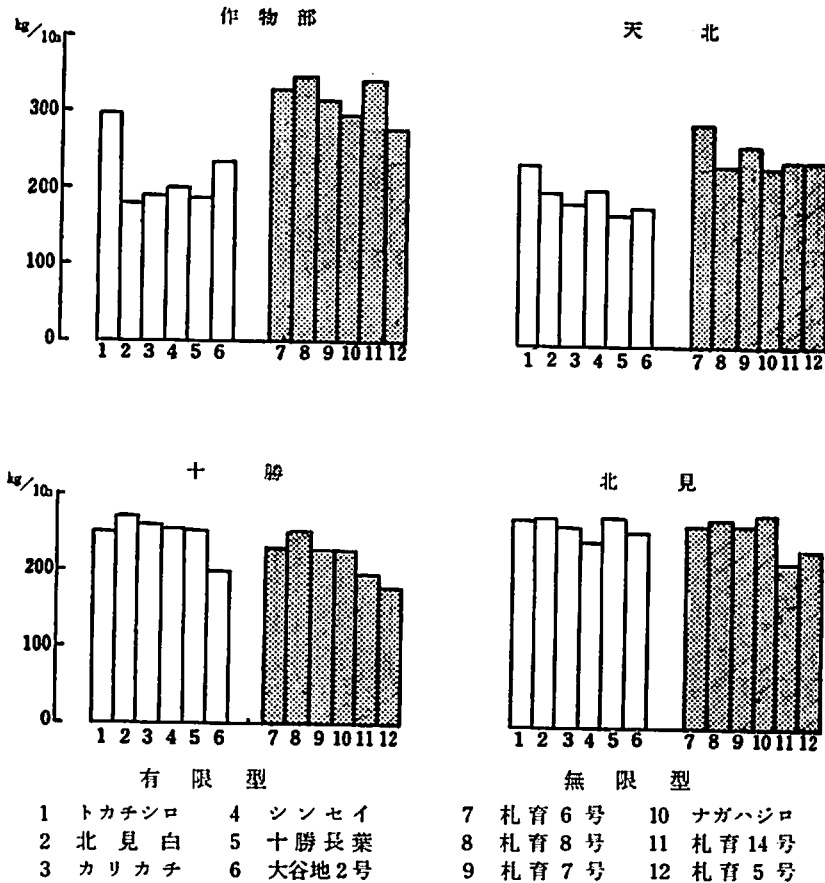 作物部
kg/10a
300
200
100
0
1 2 3 4 5 6 7 8 9 10 11 12
天北
1 2 3 4 5 6 7 8 9 10 11 12
十勝
kg/10a
200
100
0
1 2 3 4 5 6 7 8 9 10 11 12
北見
1 2 3 4 5 6 7 8 9 10 11 12
有限型
1 トカチシロ 4 シンセイ
2 北見白 5 十勝長葉
3 カリカチ 6 大谷地2号
無限型
7 札育6号 10 ナガハジロ
8 札育8号 11 札育14号
9 札育7号 12 札育5号